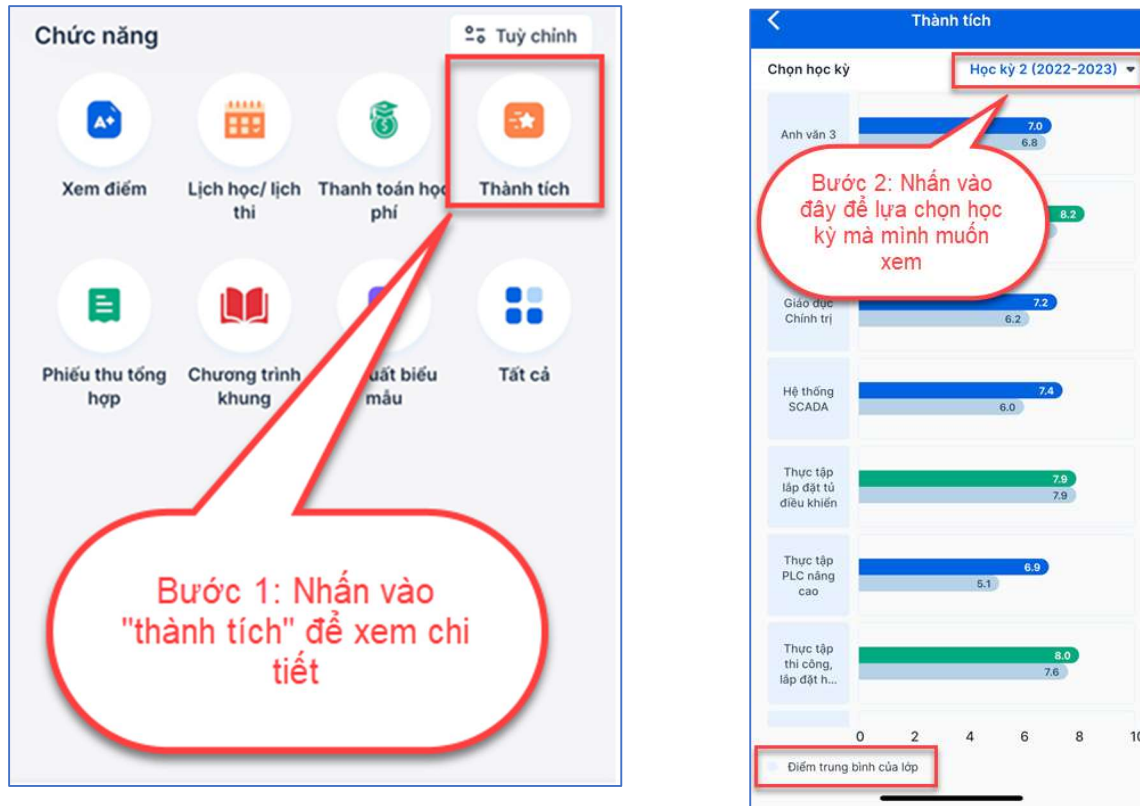 Chức năng
Tuỳ chỉnh
A+
Xem điểm
Lịch học/ lịch
thi
Thanh toán học
phí
Thành tích
Phiếu thu tổng
hợp
Chương trình
khung
uất biểu
mẫu
Tất cả
Bước 1: Nhấn vào
"thành tích" để xem chi
tiết
Thành tích
Chọn học kỳ
Học kỳ 2 (2022-2023)
Anh văn 3
7.0
6.8
Bước 2: Nhấn vào
đây để lựa chọn học
kỳ mà mình muốn
xem
8.2
Giáo dục
Chính trị
7.2
6.2
Hệ thống
SCADA
7.4
6.0
Thực tập
lắp đặt tủ
điều khiển
7.9
7.9
Thực tập
PLC nâng
cao
6.9
5.1
Thực tập
thi công,
lắp đặt h...
8.0
7.6
0 2 4 6 8 10
Điểm trung bình của lớp